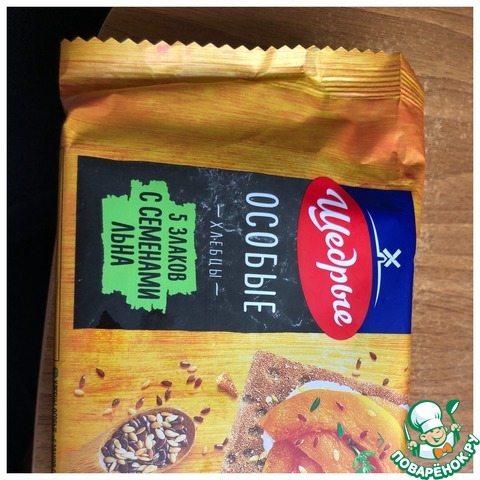 Щедрые
ОСОБЫЕ
— ХЛЕБЦЫ —
5 ЗЛАКОВ
С СЕМЕНАМИ
ЛЬНА
ПОВАРЁНОК.РУ